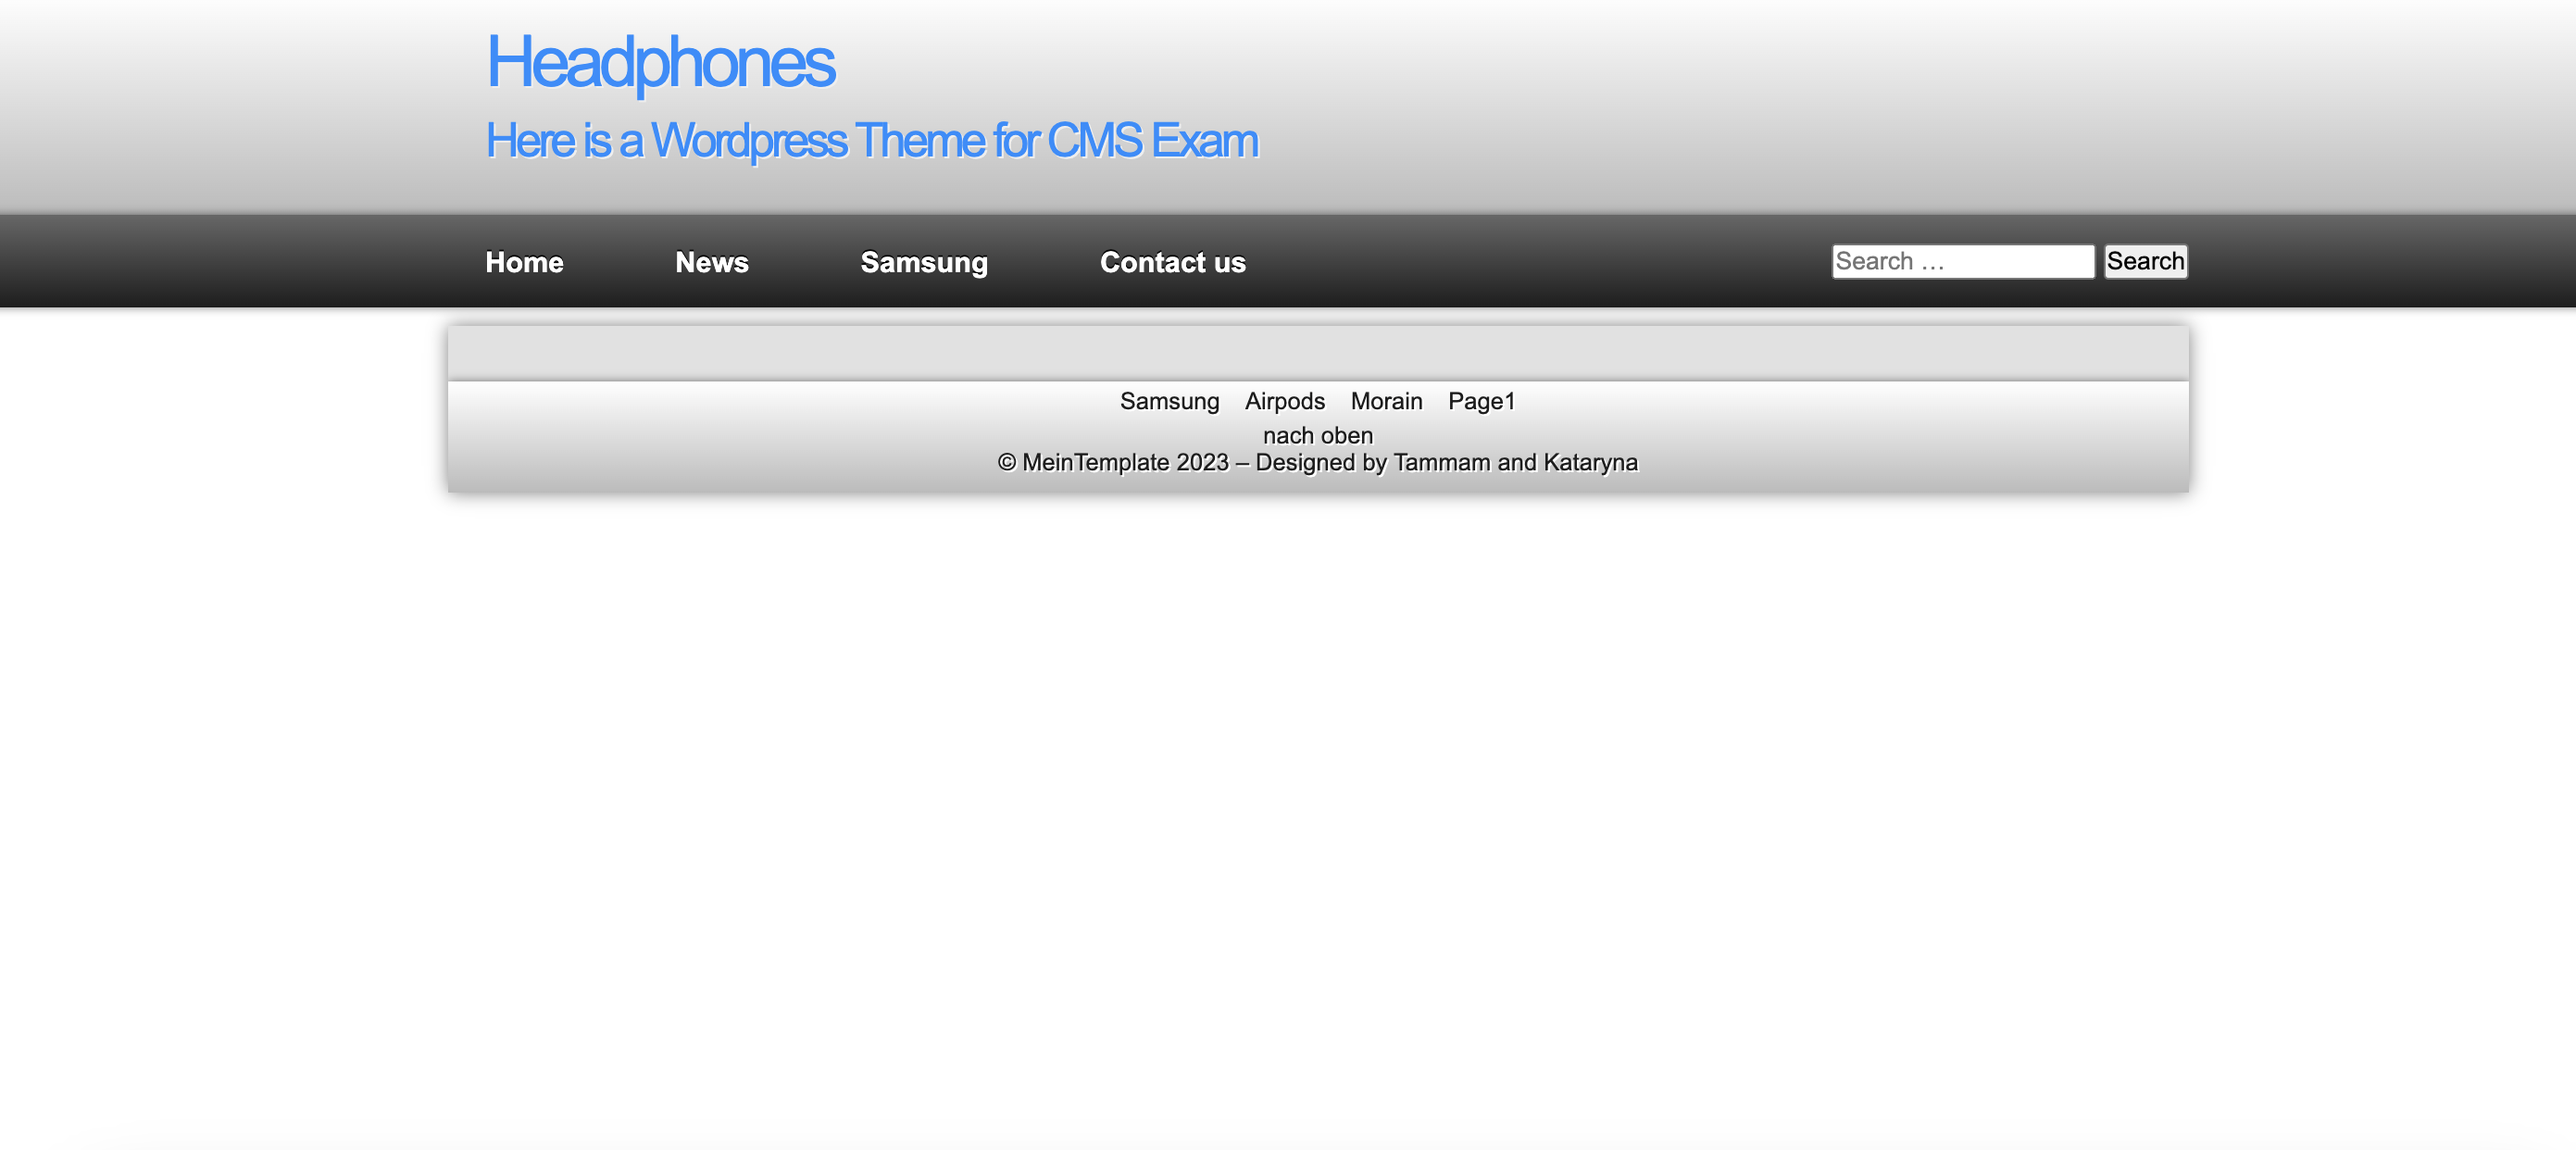 Headphones
Here is a Wordpress Theme for CMS Exam
Home News Samsung Contact us Search … Search
Samsung Airpods Morain Page1
nach oben
© MeinTemplate 2023 – Designed by Tammam and Kataryna